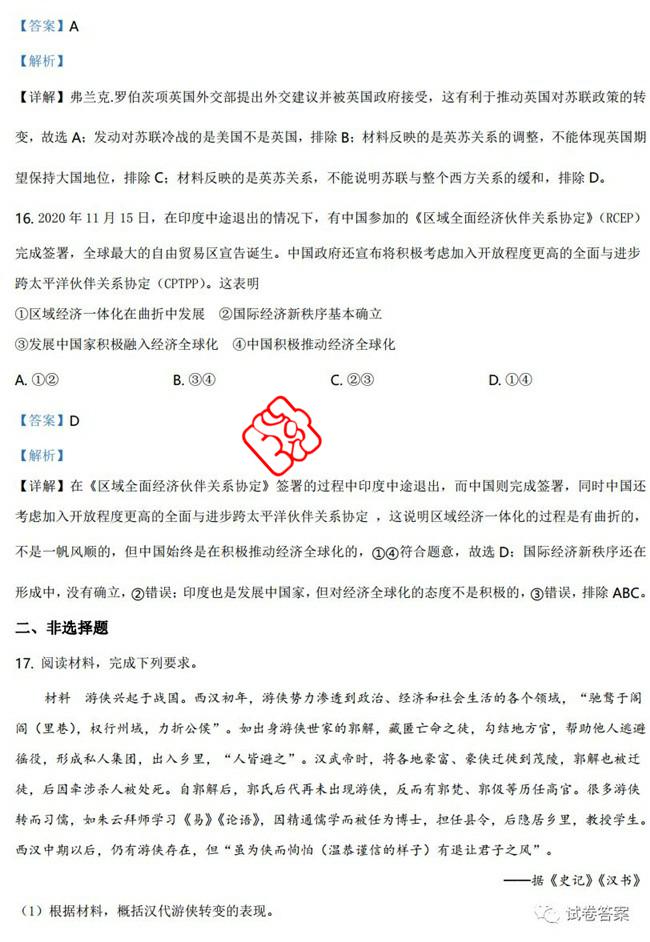 【答案】A
【解析】
【详解】弗兰克.罗伯茨项英国外交部提出外交建议并被英国政府接受，这有利于推动英国对苏联政策的转
变，故选 A；发动对苏联冷战的是美国不是英国，排除 B；材料反映的是英苏关系的调整，不能体现英国期
望保持大国地位，排除 C；材料反映的是英苏关系，不能说明苏联与整个西方关系的缓和，排除 D。
16. 2020 年 11 月 15 日，在印度中途退出的情况下，有中国参加的《区域全面经济伙伴关系协定》（RCEP）
完成签署，全球最大的自由贸易区宣告诞生。中国政府还宣布将积极考虑加入开放程度更高的全面与进步
跨太平洋伙伴关系协定（CPTPP）。这表明
①区域经济一体化在曲折中发展 ②国际经济新秩序基本确立
③发展中国家积极融入经济全球化 ④中国积极推动经济全球化
A. ①② B. ③④ C. ②③ D. ①④
【答案】D
【解析】
【详解】在《区域全面经济伙伴关系协定》签署的过程中印度中途退出，而中国则完成签署，同时中国还
考虑加入开放程度更高的全面与进步跨太平洋伙伴关系协定 ，这说明区域经济一体化的过程是有曲折的，
不是一帆风顺的，但中国始终是在积极推动经济全球化的，①④符合题意，故选 D；国际经济新秩序还在
形成中，没有确立，②错误；印度也是发展中国家，但对经济全球化的态度不是积极的，③错误，排除 ABC。
二、非选择题
17. 阅读材料，完成下列要求。
材料 游侠兴起于战国。西汉初年，游侠势力渗透到政治、经济和社会生活的各个领域，“驰骛于阎
阎（里巷），权行州域，力折公侯”。如出身游侠世家的郭解，藏匿亡命之徒，勾结地方官，帮助他人逃避
徭役，形成私人集团，出入乡里，“人皆避之”。汉武帝时，将各地豪富、豪侠迁徙到茂陵，郭解也被迁
徙，后因牵涉杀人被处死。自郭解后，郭氏后代再未出现游侠，反而有郭梵、郭伋等历任高官。很多游侠
转而习儒，如朱云拜师学习《易》《论语》，因精通儒学而被任为博士，担任县令，后隐居乡里，教授学生。
西汉中期以后，仍有游侠存在，但“虽为侠而恂恂（温恭谨信的样子）有退让君子之风”。
——据《史记》《汉书》
（1）根据材料，概括汉代游侠转变的表现。
试卷答案